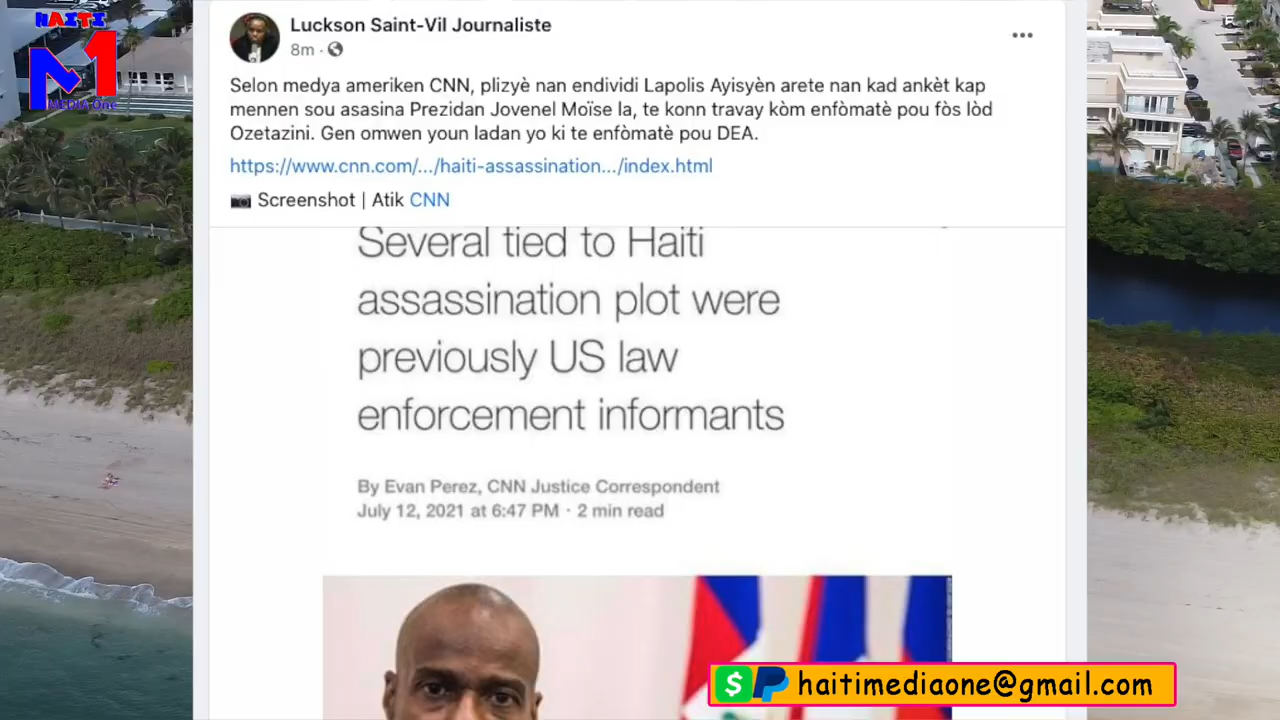 HAITI
M1
MEDIA One
Luckson Saint-Vil Journaliste
8m ·
Selon medya ameriken CNN, plizyè nan endividi Lapolis Ayisyèn arete nan kad ankèt kap
mennen sou asasina Prezidan Jovenel Moïse la, te konn travay kòm enfòmatè pou fòs lòd
Ozetazini. Gen omwen youn ladan yo ki te enfòmatè pou DEA.
https://www.cnn.com/.../haiti-assassination.../index.html
Screenshot | Atik CNN
Several tied to Haiti
assassination plot were
previously US law
enforcement informants
By Evan Perez, CNN Justice Correspondent
July 12, 2021 at 6:47 PM · 2 min read
$ P haitimediaone@gmail.com